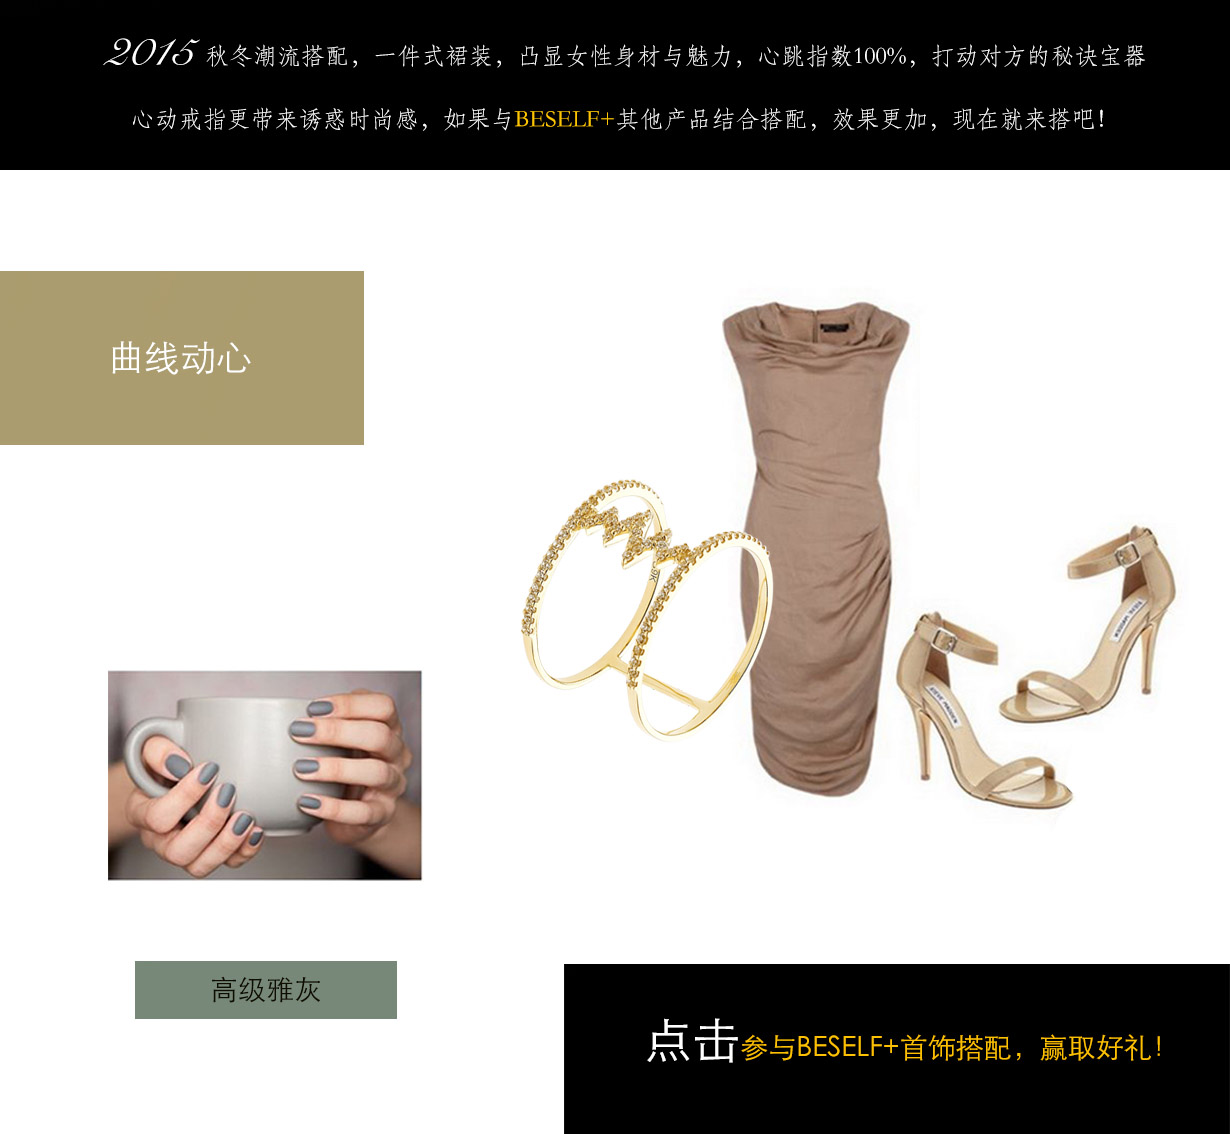 2015 秋冬潮流搭配，一件式裙装，凸显女性身材与魅力，心跳指数100%，打动对方的秘诀宝器
心动戒指更带来诱惑时尚感，如果与BESELF+其他产品结合搭配，效果更加，现在就来搭吧！
曲线动心
9K
STEVE MADDEN
STEVE MADDEN
高级雅灰
点击参与BESELF+首饰搭配，赢取好礼！